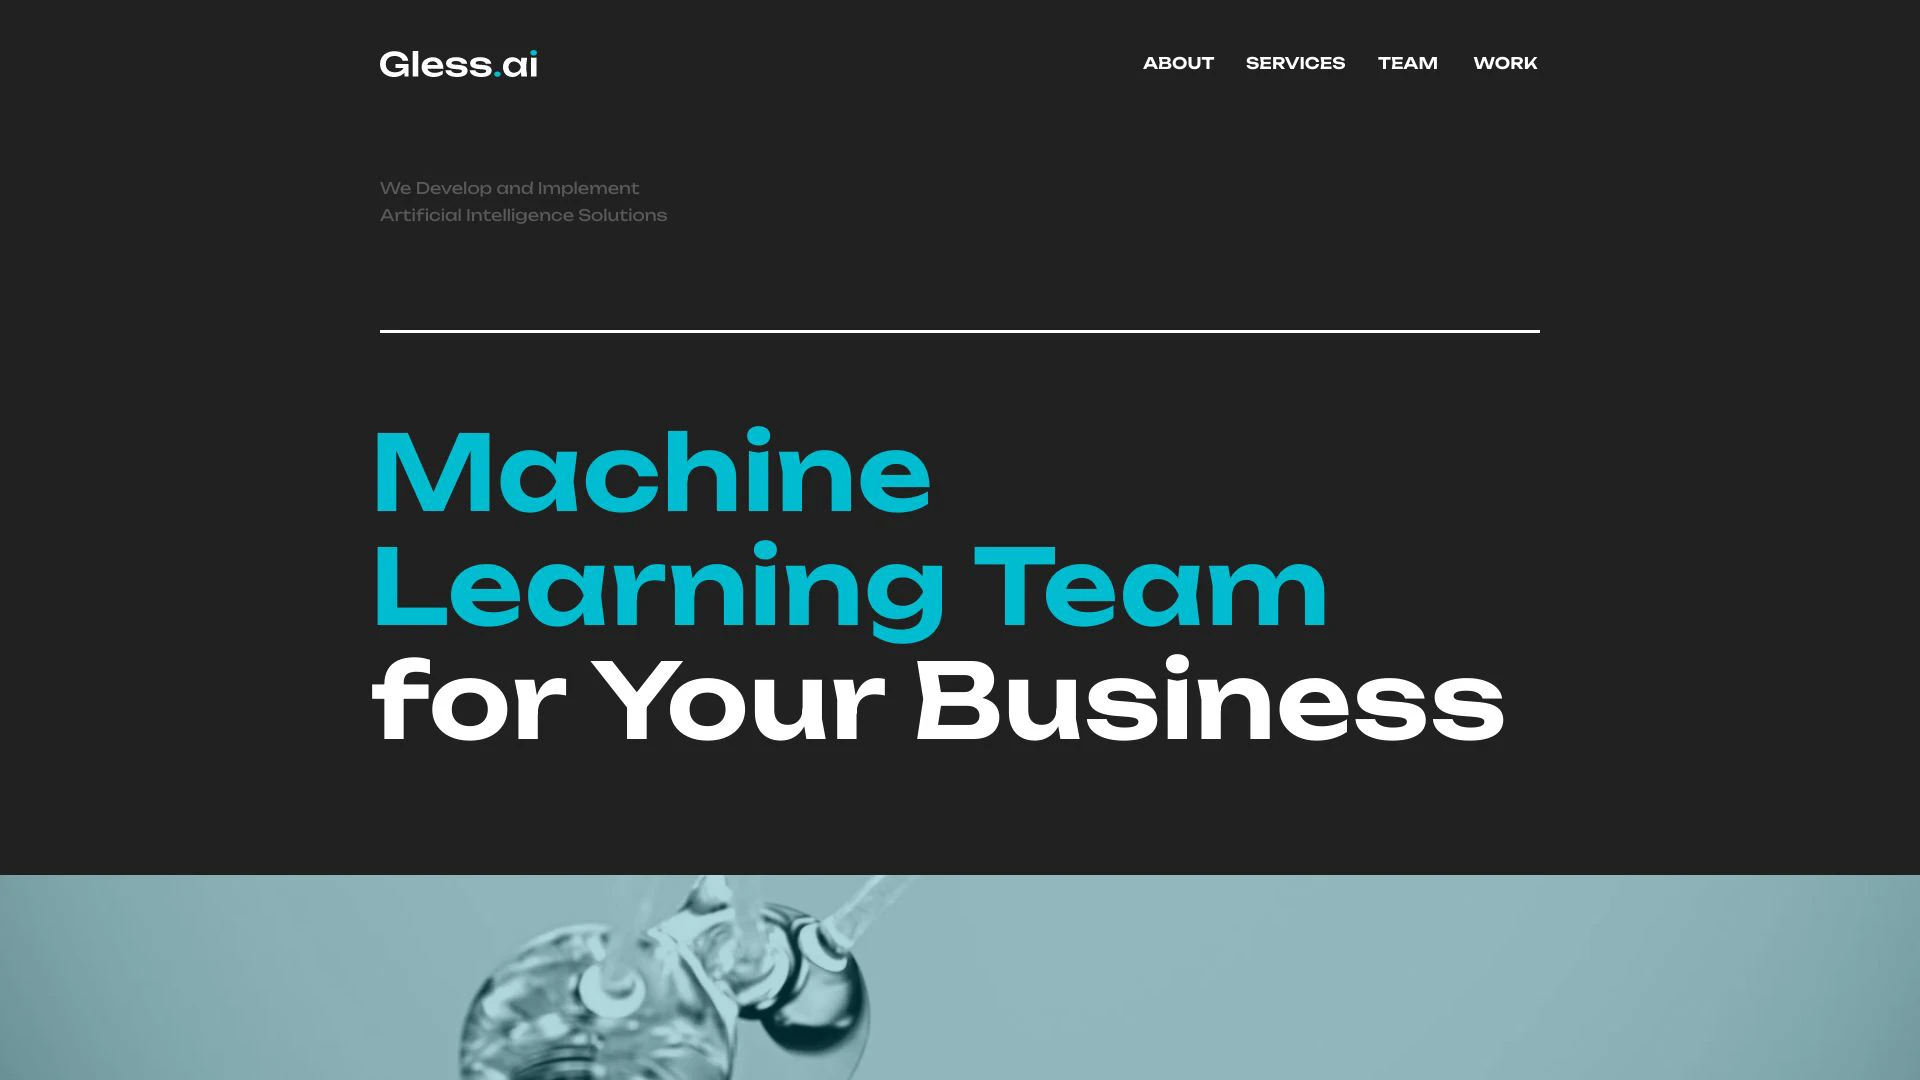 Gless.ai
ABOUT SERVICES TEAM WORK
We Develop and Implement
Artificial Intelligence Solutions
Machine
Learning Team
for Your Business